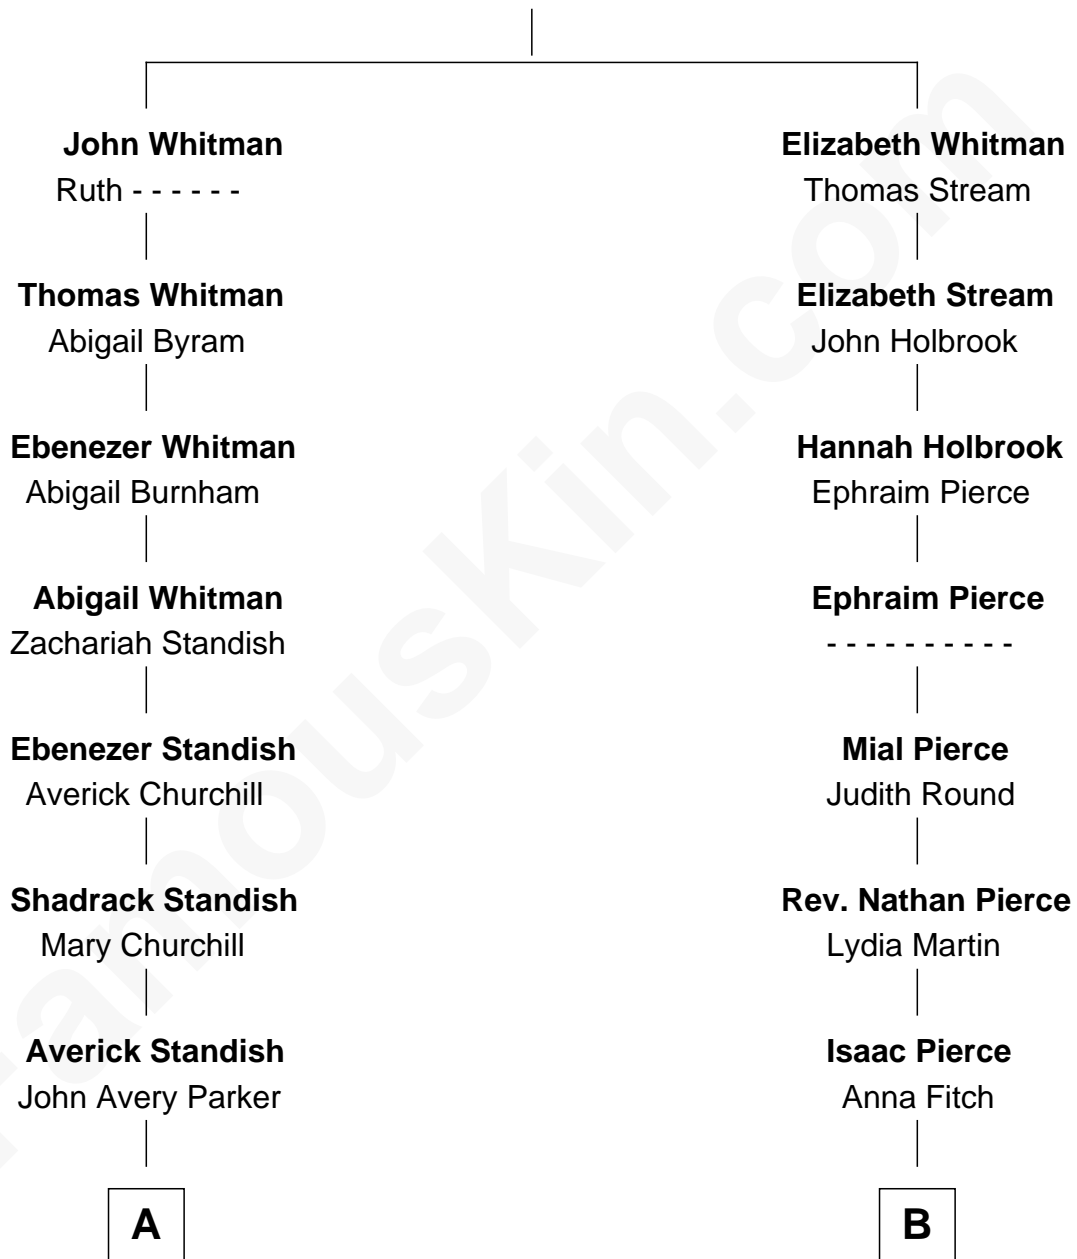 John Whitman
Ruth - - - - - -
Thomas Whitman
Abigail Byram
Ebenezer Whitman
Abigail Burnham
Abigail Whitman
Zachariah Standish
Ebenezer Standish
Averick Churchill
Shadrack Standish
Mary Churchill
Averick Standish
John Avery Parker
A
Elizabeth Whitman
Thomas Stream
Elizabeth Stream
John Holbrook
Hannah Holbrook
Ephraim Pierce
Ephraim Pierce
- - - - - - - - - -
Mial Pierce
Judith Round
Rev. Nathan Pierce
Lydia Martin
Isaac Pierce
Anna Fitch
B
FamousKin.com